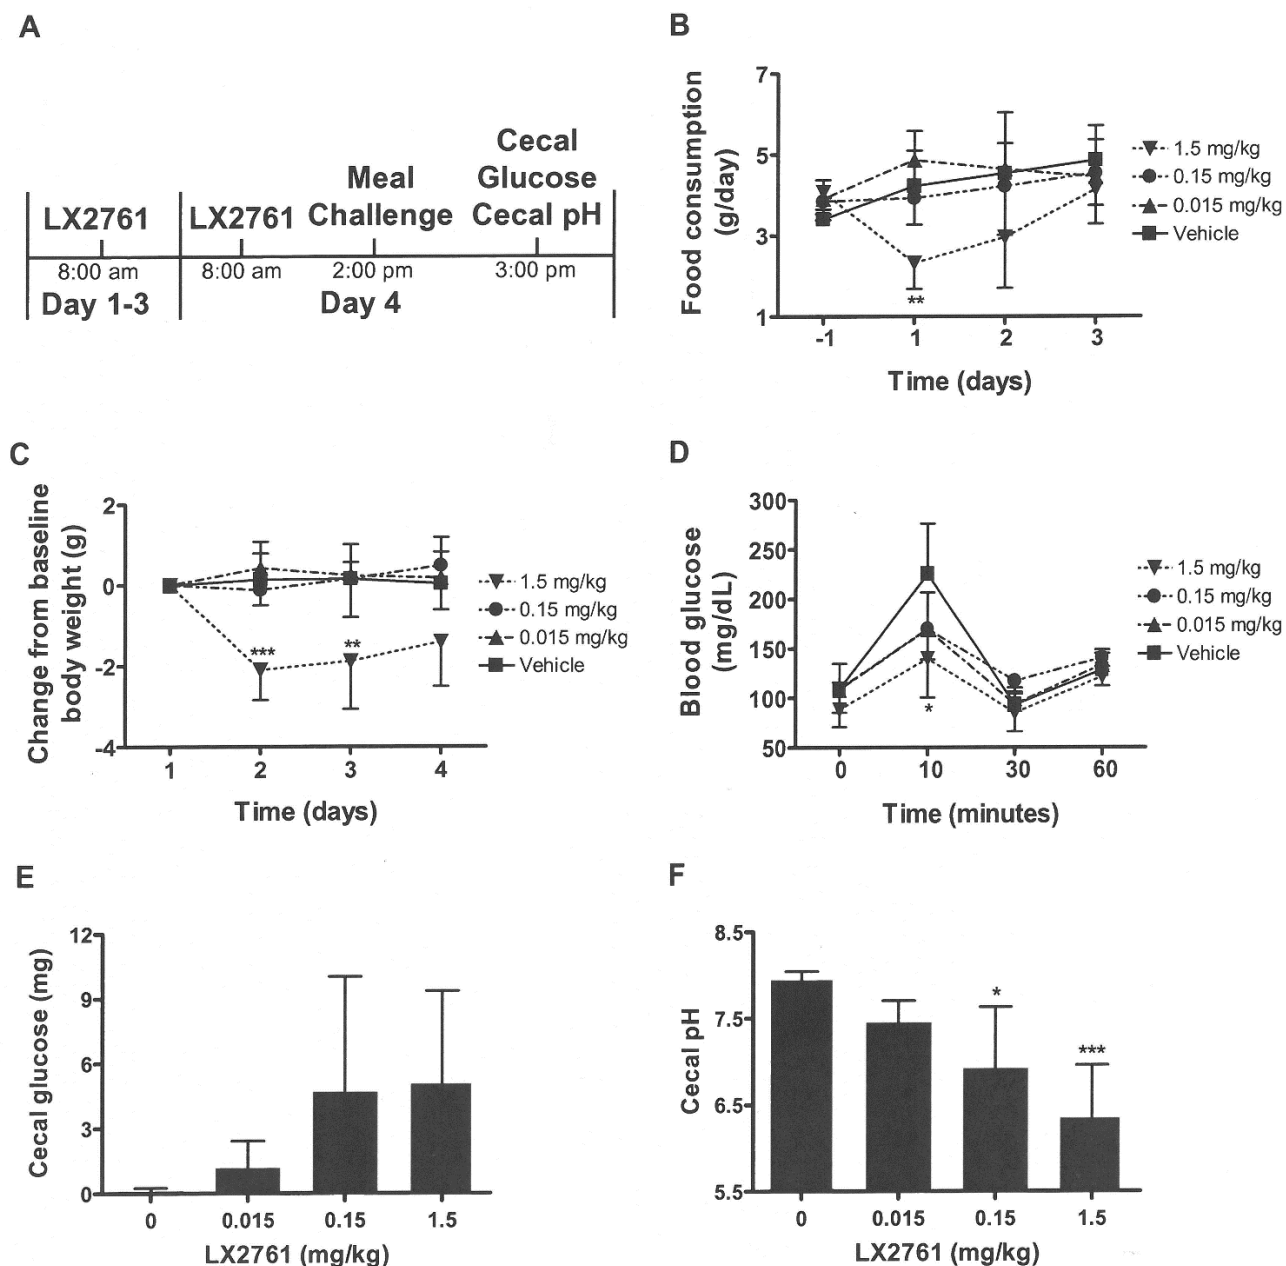 A
LX2761
8:00 am
Day 1-3
LX2761
8:00 am
Meal
Challenge
2:00 pm
Day 4
Cecal
Glucose
Cecal pH
3:00 pm
B
Food consumption
(g/day)
7
5
3
1
**
-1 1 2 3
Time (days)
1.5 mg/kg
0.15 mg/kg
0.015 mg/kg
Vehicle
C
Change from baseline
body weight (g)
2
0
-2
-4
***
**
1 2 3 4
Time (days)
1.5 mg/kg
0.15 mg/kg
0.015 mg/kg
Vehicle
D
Blood glucose
(mg/dL)
300
250
200
150
100
50
*
0 10 30 60
Time (minutes)
1.5 mg/kg
0.15 mg/kg
0.015 mg/kg
Vehicle
E
Cecal glucose (mg)
12
9
6
3
0
0 0.015 0.15 1.5
LX2761 (mg/kg)
F
Cecal pH
8.5
7.5
6.5
5.5
*
***
0 0.015 0.15 1.5
LX2761 (mg/kg)